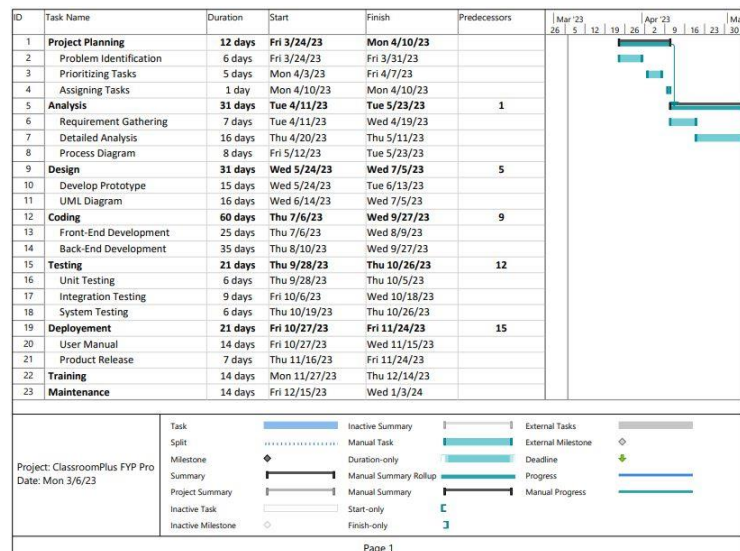 ID Task Name Duration Start Finish Predecessors
Mar '23 Apr '23 Ma
26 5 12 19 26 2 9 16 23 30
1 Project Planning 12 days Fri 3/24/23 Mon 4/10/23
2 Problem Identification 6 days Fri 3/24/23 Fri 3/31/23
3 Prioritizing Tasks 5 days Mon 4/3/23 Fri 4/7/23
4 Assigning Tasks 1 day Mon 4/10/23 Mon 4/10/23
5 Analysis 31 days Tue 4/11/23 Tue 5/23/23 1
6 Requirement Gathering 7 days Tue 4/11/23 Wed 4/19/23
7 Detailed Analysis 16 days Thu 4/20/23 Thu 5/11/23
8 Process Diagram 8 days Fri 5/12/23 Tue 5/23/23
9 Design 31 days Wed 5/24/23 Wed 7/5/23 5
10 Develop Prototype 15 days Wed 5/24/23 Tue 6/13/23
11 UML Diagram 16 days Wed 6/14/23 Wed 7/5/23
12 Coding 60 days Thu 7/6/23 Wed 9/27/23 9
13 Front-End Development 25 days Thu 7/6/23 Wed 8/9/23
14 Back-End Development 35 days Thu 8/10/23 Wed 9/27/23
15 Testing 21 days Thu 9/28/23 Thu 10/26/23 12
16 Unit Testing 6 days Thu 9/28/23 Thu 10/5/23
17 Integration Testing 9 days Fri 10/6/23 Wed 10/18/23
18 System Testing 6 days Thu 10/19/23 Thu 10/26/23
19 Deployement 21 days Fri 10/27/23 Fri 11/24/23 15
20 User Manual 14 days Fri 10/27/23 Wed 11/15/23
21 Product Release 7 days Thu 11/16/23 Fri 11/24/23
22 Training 14 days Mon 11/27/23 Thu 12/14/23
23 Maintenance 14 days Fri 12/15/23 Wed 1/3/24
Project: ClassroomPlus FYP Pro
Date: Mon 3/6/23
Task Inactive Summary External Tasks
Split Manual Task External Milestone
Milestone Duration-only Deadline
Summary Manual Summary Rollup Progress
Project Summary Manual Summary Manual Progress
Inactive Task Start-only
Inactive Milestone Finish-only
Page 1